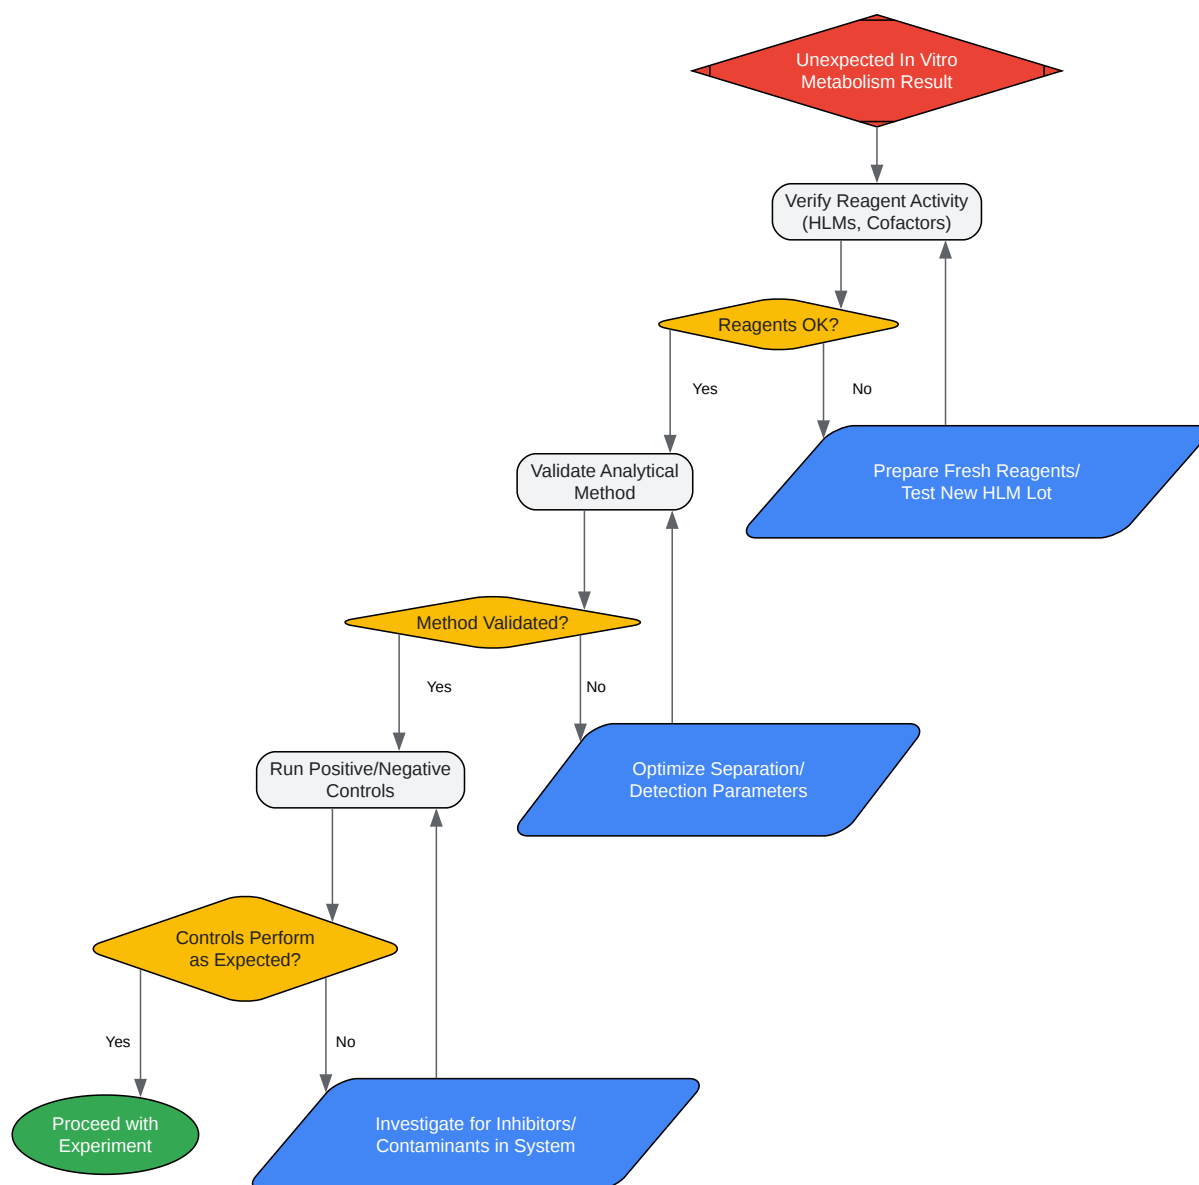 Unexpected In Vitro
Metabolism Result
Verify Reagent Activity
(HLMs, Cofactors)
Reagents OK?
Yes
No
Validate Analytical
Method
Prepare Fresh Reagents/
Test New HLM Lot
Method Validated?
Yes
No
Run Positive/Negative
Controls
Optimize Separation/
Detection Parameters
Controls Perform
as Expected?
Yes
No
Proceed with
Experiment
Investigate for Inhibitors/
Contaminants in System